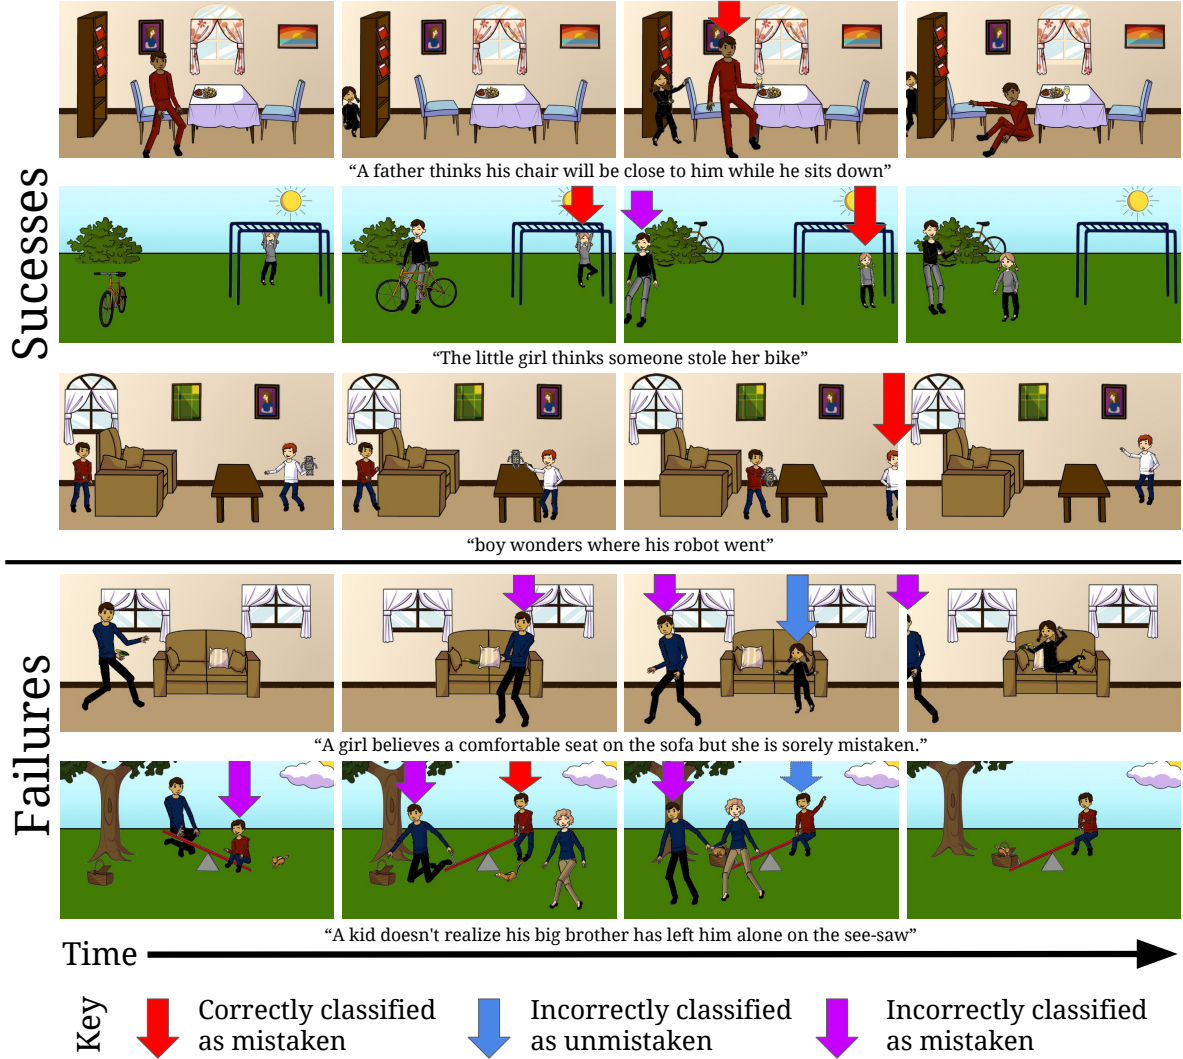 Successes
“A father thinks his chair will be close to him while he sits down”
“The little girl thinks someone stole her bike”
“boy wonders where his robot went”
Failures
“A girl believes a comfortable seat on the sofa but she is sorely mistaken.”
“A kid doesn't realize his big brother has left him alone on the see-saw”
Time
Key
Correctly classified
as mistaken
Incorrectly classified
as unmistaken
Incorrectly classified
as mistaken